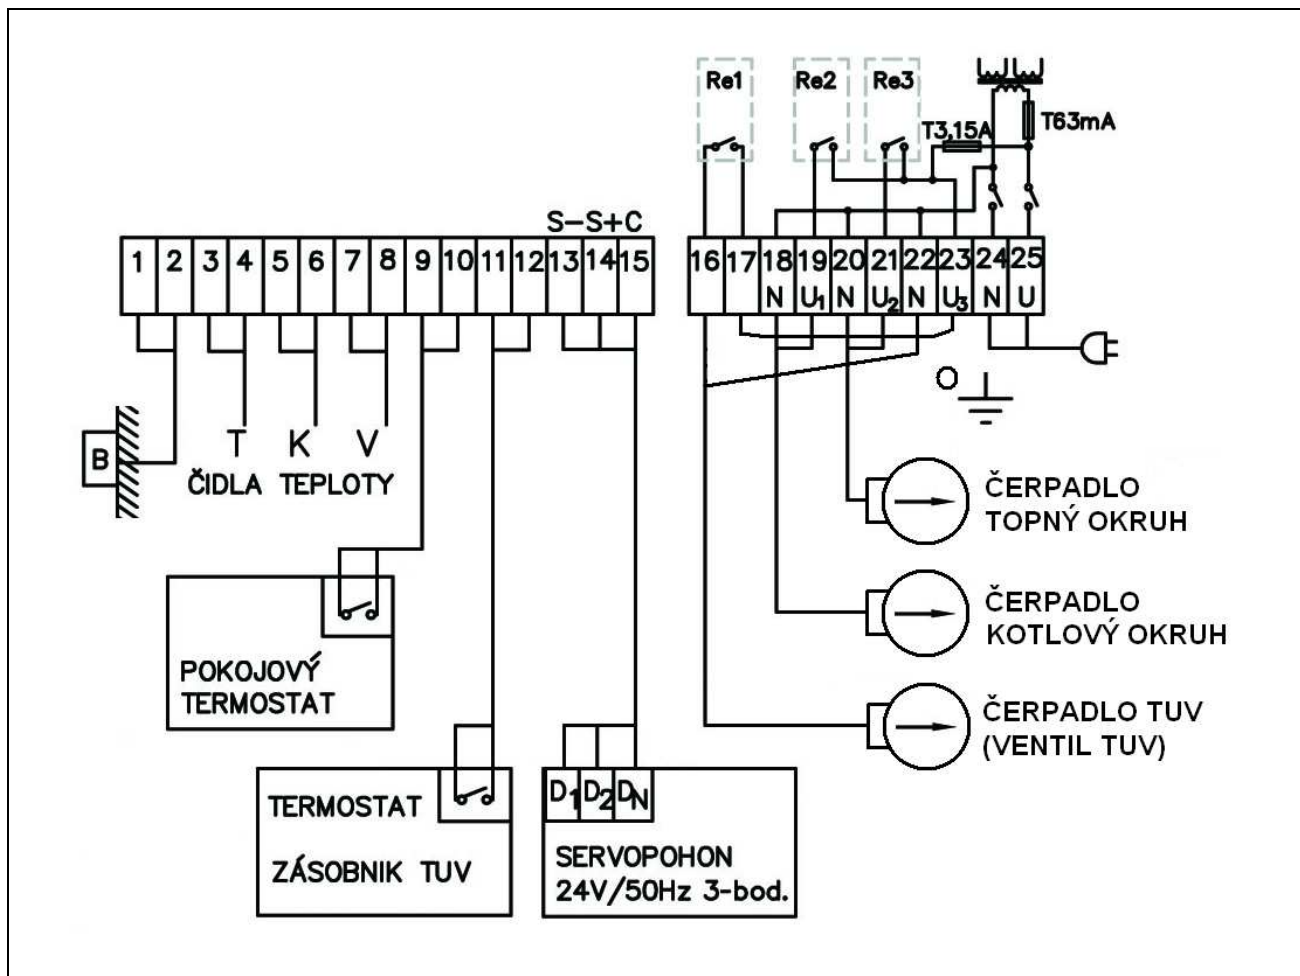 Re1 Re2 Re3
T3,15A T63mA
S-S+C
1 2 3 4 5 6 7 8 9 10 11 12 13 14 15
16 17 18 19 20 21 22 23 24 25
N U1 N U2 N U3 N U
O
B
T K V
ČIDLA TEPLOTY
ČERPADLO
TOPNÝ OKRUH
ČERPADLO
KOTLOVÝ OKRUH
POKOJOVÝ
TERMOSTAT
ČERPADLO TUV
(VENTIL TUV)
TERMOSTAT
ZÁSOBNIK TUV
D1 D2 DN
SERVOPOHON
24V/50Hz 3-bod.